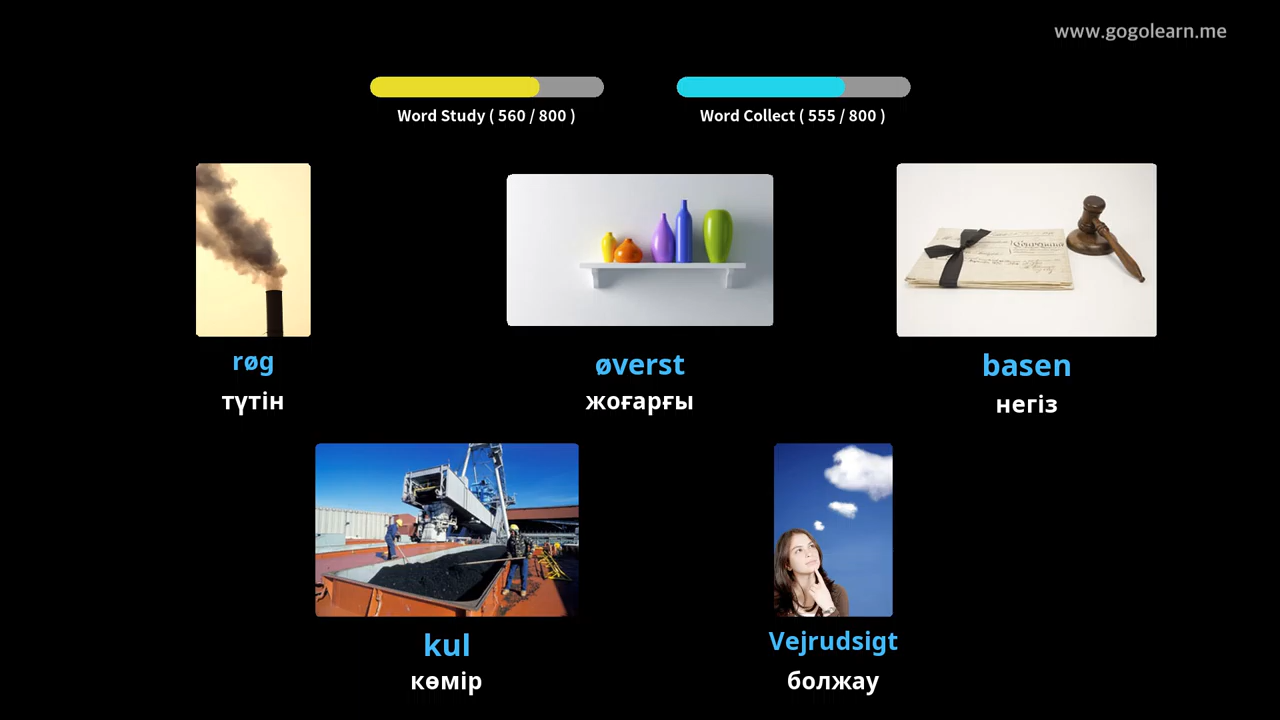 www.gogolearn.me
Word Study ( 560 / 800 )
Word Collect ( 555 / 800 )
røg
түтін
øverst
жоғарғы
basen
негіз
kul
көмір
Vejrudsigt
болжау